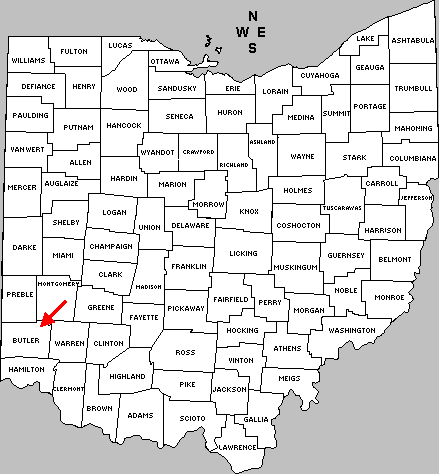 N
W E
S
WILLIAMS
FULTON
LUCAS
OTTAWA
LAKE
ASHTABULA
GEAUGA
CUYAHOGA
DEFIANCE
HENRY
WOOD
SANDUSKY
ERIE
LORAIN
TRUMBULL
PORTAGE
SUMMIT
MEDINA
PAULDING
PUTNAM
HANCOCK
SENECA
HURON
MAHONING
ASHLAND
VAN WERT
ALLEN
WYANDOT
CRAWFORD
RICHLAND
WAYNE
STARK
COLUMBIANA
MERCER
AUGLAIZE
HARDIN
MARION
MORROW
HOLMES
CARROLL
JEFFERSON
TUSCARAWAS
LOGAN
UNION
DELAWARE
KNOX
COSHOCTON
HARRISON
SHELBY
DARKE
MIAMI
CHAMPAIGN
LICKING
GUERNSEY
BELMONT
MUSKINGUM
CLARK
FRANKLIN
MONTGOMERY
MADISON
PREBLE
GREENE
FAYETTE
PICKAWAY
FAIRFIELD
PERRY
MORGAN
NOBLE
MONROE
BUTLER
WARREN
CLINTON
HOCKING
WASHINGTON
ROSS
VINTON
ATHENS
HAMILTON
CLERMONT
HIGHLAND
PIKE
JACKSON
MEIGS
BROWN
ADAMS
SCIOTO
GALLIA
LAWRENCE